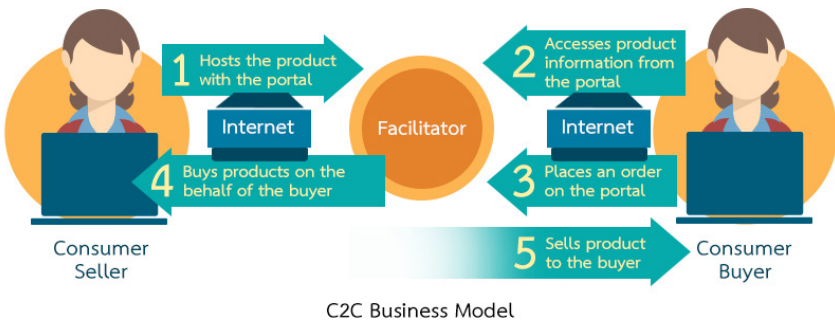 1 Hosts the product
with the portal
2 Accesses product
information from
the portal
Internet
Facilitator
Internet
4 Buys products on the
behalf of the buyer
3 Places an order
on the portal
5 Sells product
to the buyer
Consumer
Seller
Consumer
Buyer
C2C Business Model